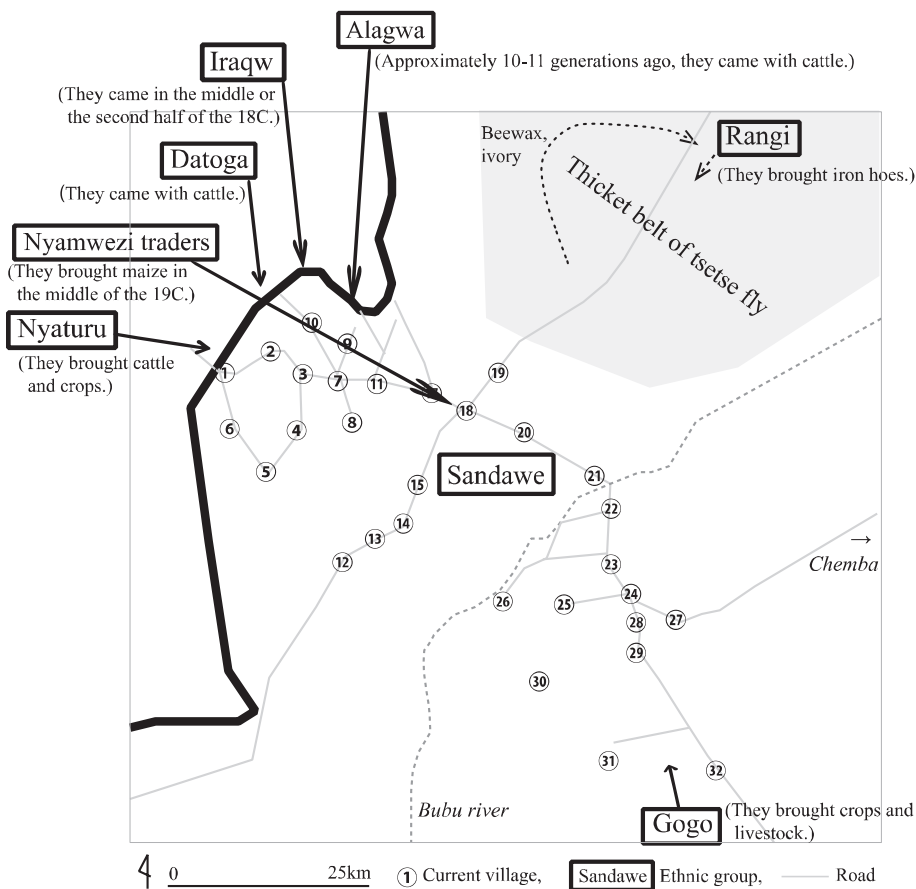 Alagwa
(Approximately 10-11 generations ago, they came with cattle.)
Iraqw
(They came in the middle or
the second half of the 18C.)
Datoga
(They came with cattle.)
Nyamwezi traders
(They brought maize in
the middle of the 19C.)
Nyaturu
(They brought cattle
and crops.)
Beewax,
ivory
Rangi
(They brought iron hoes.)
Thicket belt of tsetse fly
10
9
2
1
3
7
11
19
18
8
6
4
20
5
Sandawe
21
15
22
14
13
12
→
Chemba
23
24
26
25
28
27
29
30
31
32
Bubu river
Gogo
(They brought crops and
livestock.)
4
0
25km
1 Current village,
Sandawe Ethnic group,
Road